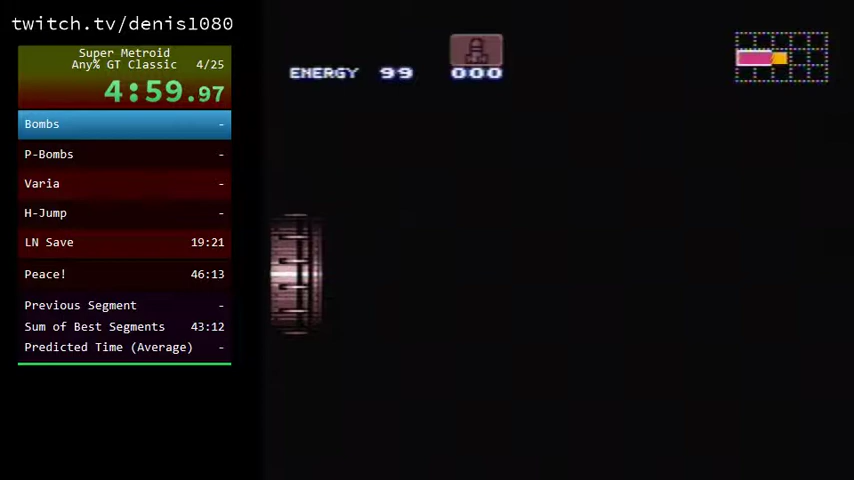 twitch.tv/denis1080
Super Metroid
Any% GT Classic 4/25
4:59.97
Bombs -
P-Bombs -
Varia -
H-Jump -
LN Save 19:21
Peace! 46:13
Previous Segment -
Sum of Best Segments 43:12
Predicted Time (Average) -
ENERGY 99 000